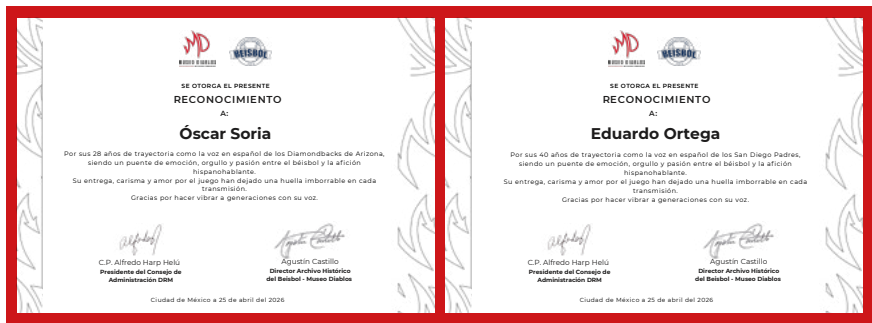 MD
MUSEO DIABLOS
BEISBOL
SE OTORGA EL PRESENTE
RECONOCIMIENTO
A:
Óscar Soria
Por sus 28 años de trayectoria como la voz en español de los Diamondbacks de Arizona,
siendo un puente de emoción, orgullo y pasión entre el béisbol y la afición
hispanohablante.
Su entrega, carisma y amor por el juego han dejado una huella imborrable en cada
transmisión.
Gracias por hacer vibrar a generaciones con su voz.
C.P. Alfredo Harp Helú
Presidente del Consejo de
Administración DRM
Agustín Castillo
Director Archivo Histórico
del Beisbol - Museo Diablos
Ciudad de México a 25 de abril del 2026
MD
MUSEO DIABLOS
BEISBOL
SE OTORGA EL PRESENTE
RECONOCIMIENTO
A:
Eduardo Ortega
Por sus 40 años de trayectoria como la voz en español de los San Diego Padres,
siendo un puente de emoción, orgullo y pasión entre el béisbol y la afición
hispanohablante.
Su entrega, carisma y amor por el juego han dejado una huella imborrable en cada
transmisión.
Gracias por hacer vibrar a generaciones con su voz.
C.P. Alfredo Harp Helú
Presidente del Consejo de
Administración DRM
Agustín Castillo
Director Archivo Histórico
del Beisbol - Museo Diablos
Ciudad de México a 25 de abril del 2026